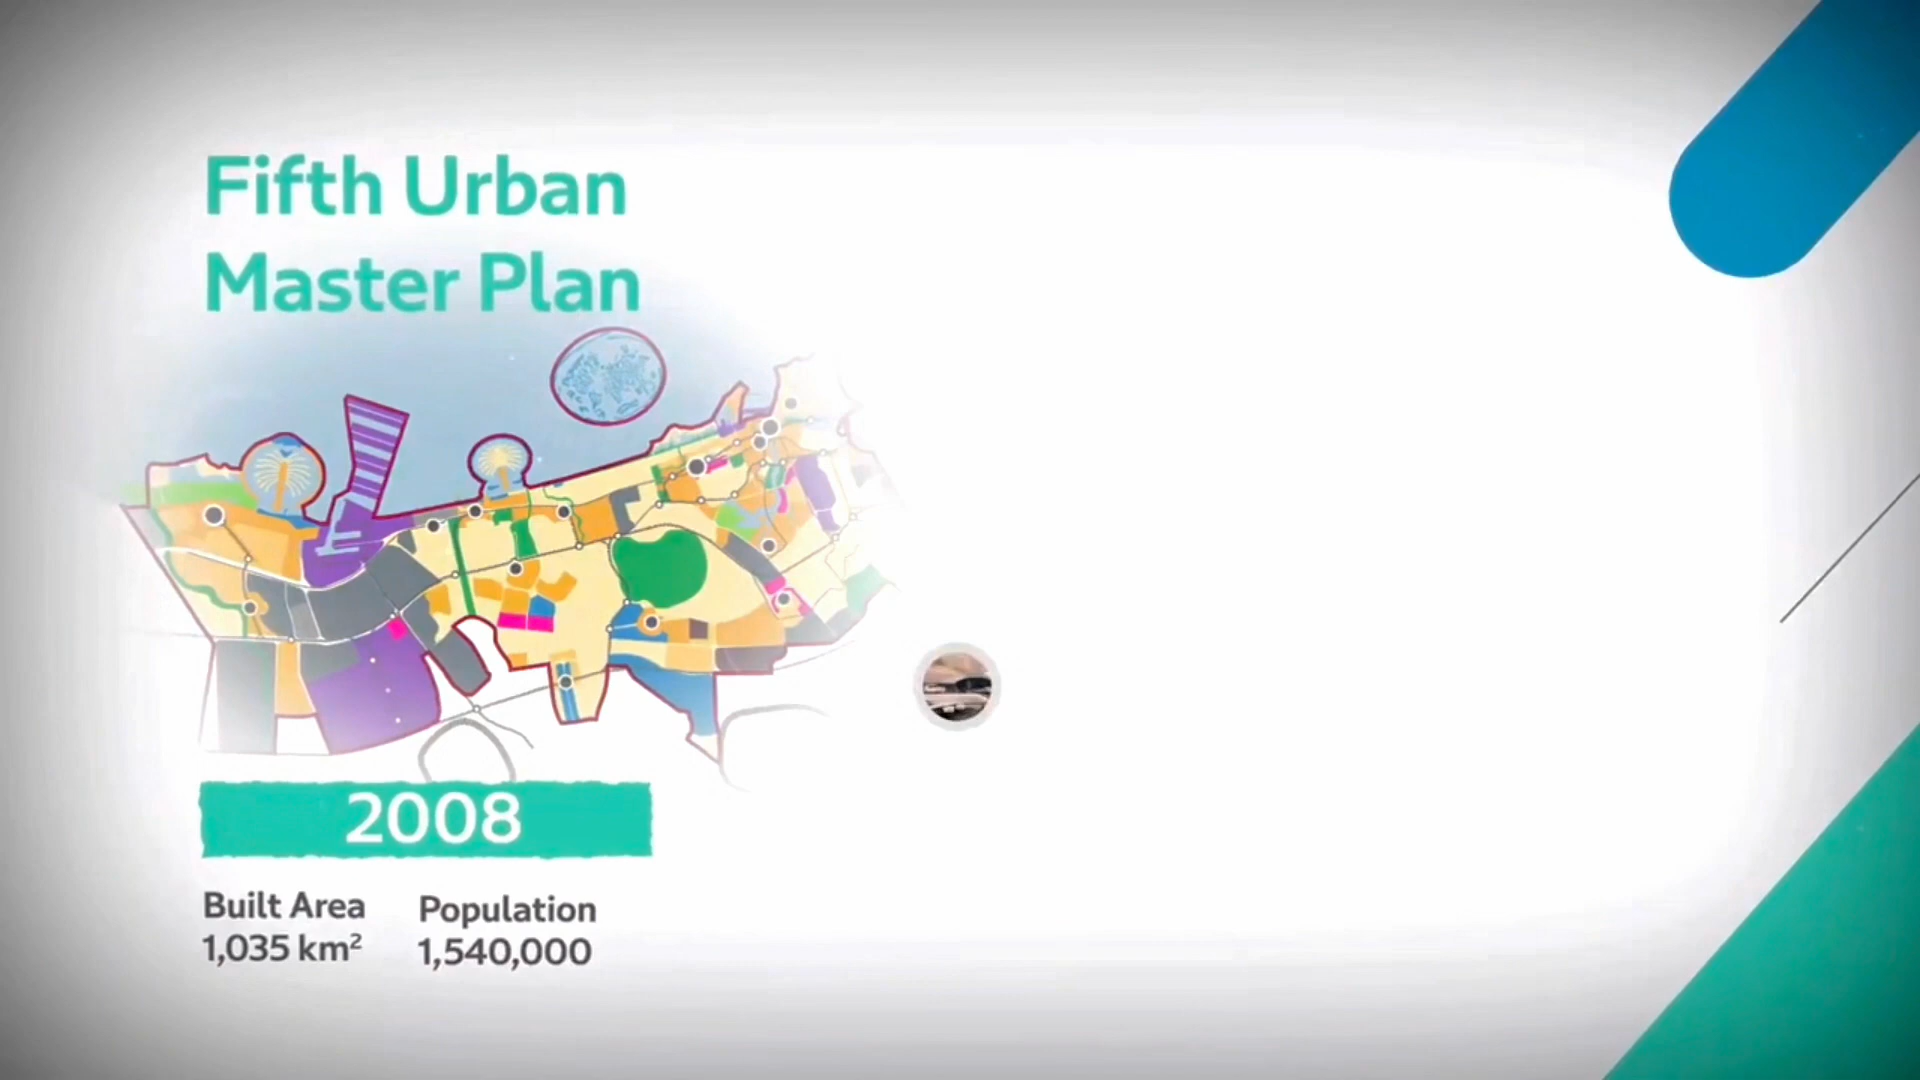 Fifth Urban
Master Plan
2008
Built Area
1,035 km²
Population
1,540,000